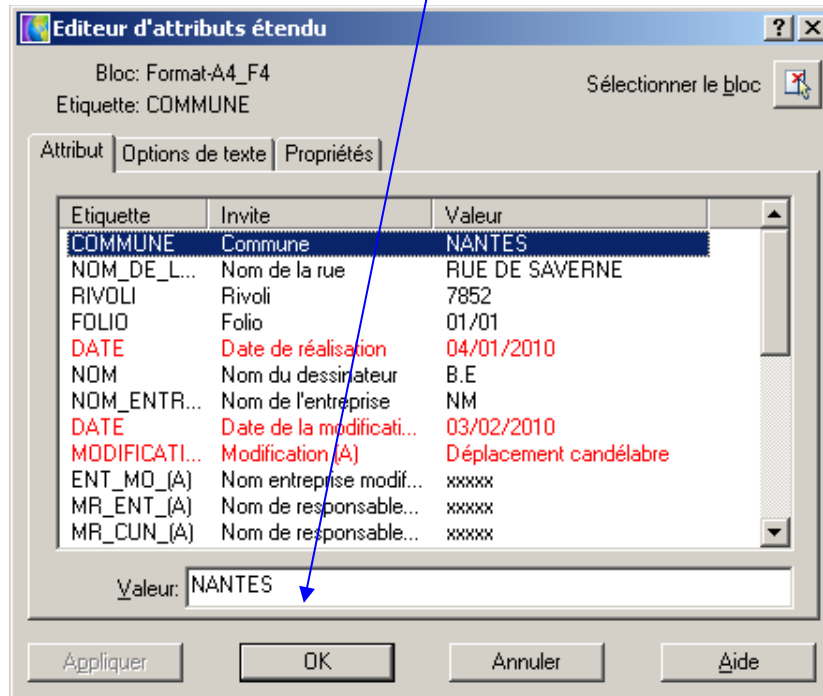 Editeur d'attributs étendu
Bloc: Format-A4_F4
Sélectionner le bloc
Etiquette: COMMUNE
Attribut Options de texte Propriétés
Etiquette Invite Valeur
COMMUNE Commune NANTES
NOM_DE_L... Nom de la rue RUE DE SAVERNE
RIVOLI Rivoli 7852
FOLIO Folio 01/01
DATE Date de réalisation 04/01/2010
NOM Nom du dessinateur B.E
NOM_ENTR... Nom de l'entreprise NM
DATE Date de la modificati... 03/02/2010
MODIFICATI... Modification (A) Déplacement candélabre
ENT_MO_(A) Nom entreprise modif... xxxxx
MR_ENT_(A) Nom de responsable... xxxxx
MR_CUN_(A) Nom de responsable... xxxxx
Valeur: NANTES
Appliquer OK Annuler Aide